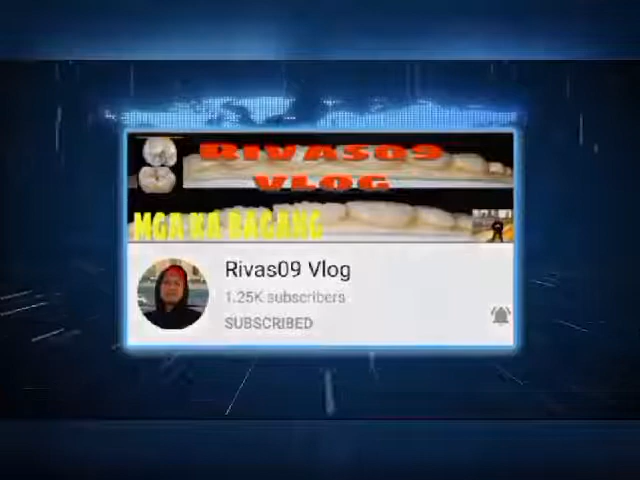 RIVAS09
VLOG
MGA KA BAGANG
Rivas09 Vlog
1.25K subscribers
SUBSCRIBED